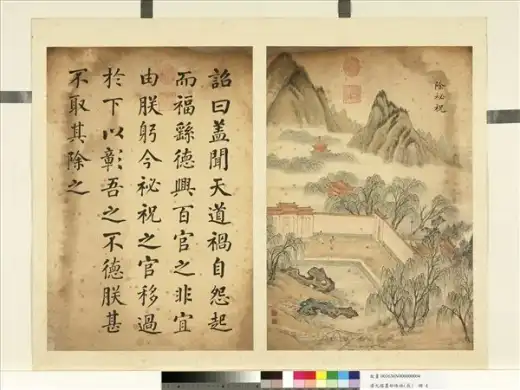 除祕祝
詔曰盖聞天道禍自怨起
而福繇德興百官之非宜
由朕躬今祕祝之官移過
於下以彰吾之不德朕甚
不取其除之